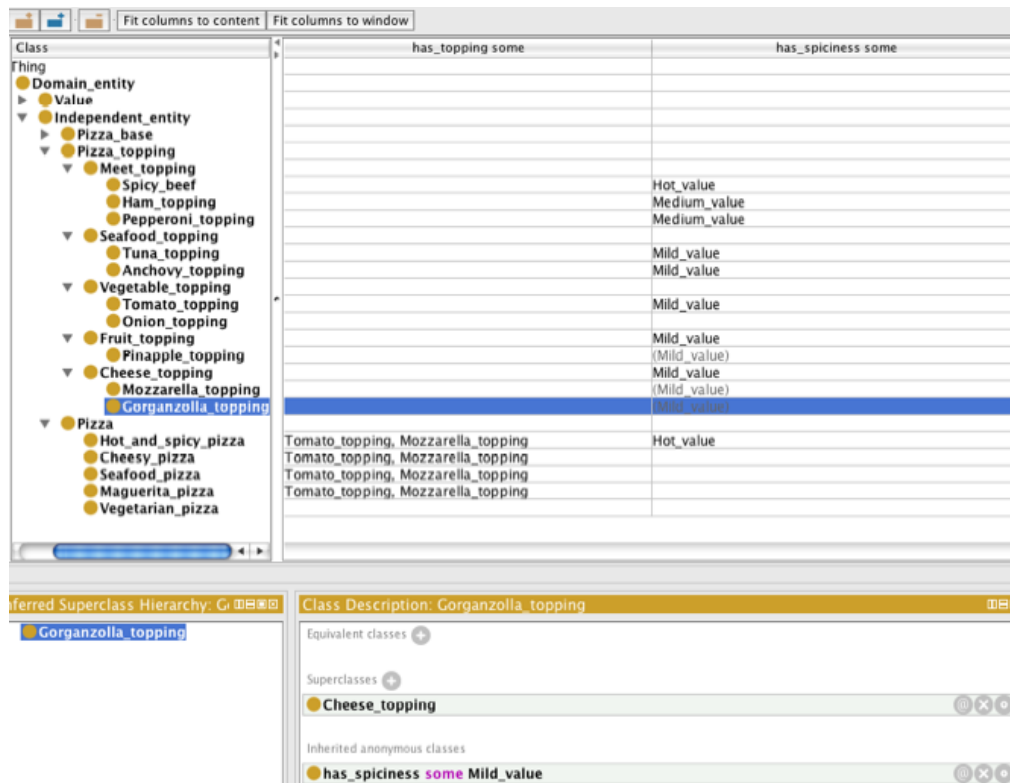 Fit columns to content Fit columns to window
Class has_topping some has_spiciness some
Thing
Domain_entity
Value
Independent_entity
Pizza_base
Pizza_topping
Meet_topping
Spicy_beef Hot_value
Ham_topping Medium_value
Pepperoni_topping Medium_value
Seafood_topping
Tuna_topping Mild_value
Anchovy_topping Mild_value
Vegetable_topping
Tomato_topping Mild_value
Onion_topping
Fruit_topping Mild_value
Pinapple_topping (Mild_value)
Cheese_topping Mild_value
Mozzarella_topping (Mild_value)
Gorganzolla_topping (Mild_value)
Pizza
Hot_and_spicy_pizza Tomato_topping, Mozzarella_topping Hot_value
Cheesy_pizza Tomato_topping, Mozzarella_topping
Seafood_pizza Tomato_topping, Mozzarella_topping
Maguerita_pizza Tomato_topping, Mozzarella_topping
Vegetarian_pizza
nferred Superclass Hierarchy: G Class Description: Gorganzolla_topping
Gorganzolla_topping
Equivalent classes
Superclasses
Cheese_topping
Inherited anonymous classes
has_spiciness some Mild_value